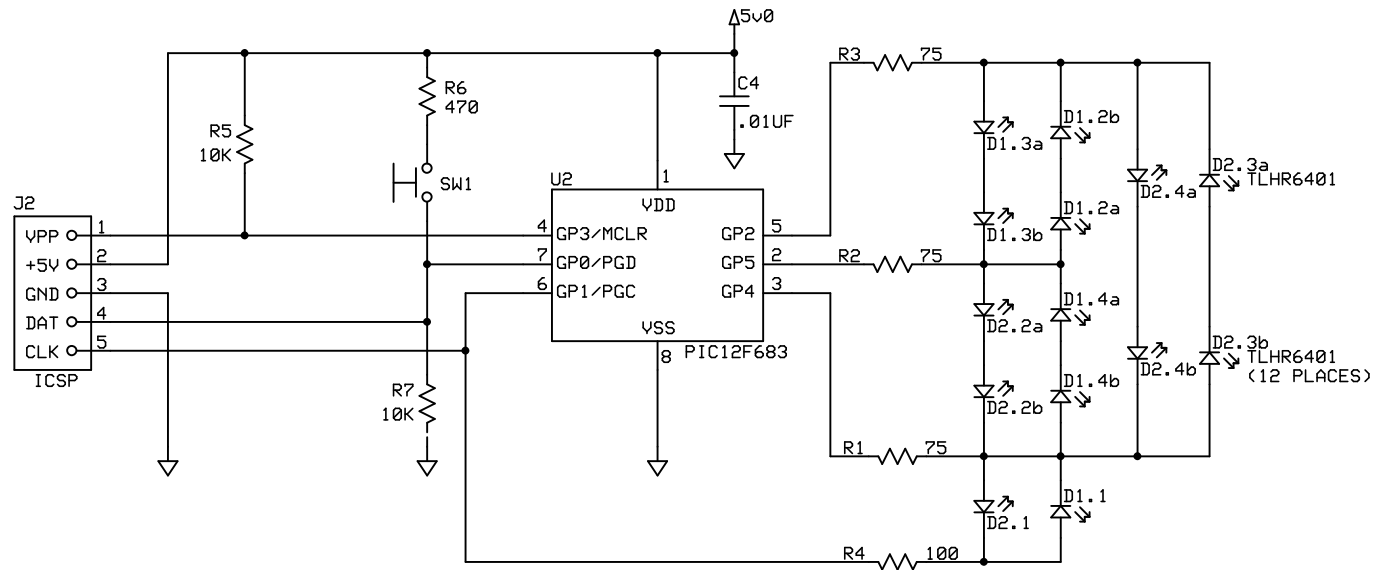 5v0
R6
470
C4
.01UF
R5
10K
SW1
J2
VPP 1
+5V 2
GND 3
DAT 4
CLK 5
ICSP
R7
10K
U2
1
VDD
4 GP3/MCLR GP2 5
7 GP0/PGD GP5 2
6 GP1/PGC GP4 3
VSS
8
PIC12F683
R3 75
R2 75
R1 75
R4 100
D1.3a
D1.2b
D2.4a
D2.3a
TLHR6401
D1.3b
D1.2a
D2.2a
D1.4a
D2.4b
D2.3b
TLHR6401
(12 PLACES)
D2.2b
D1.4b
D2.1
D1.1